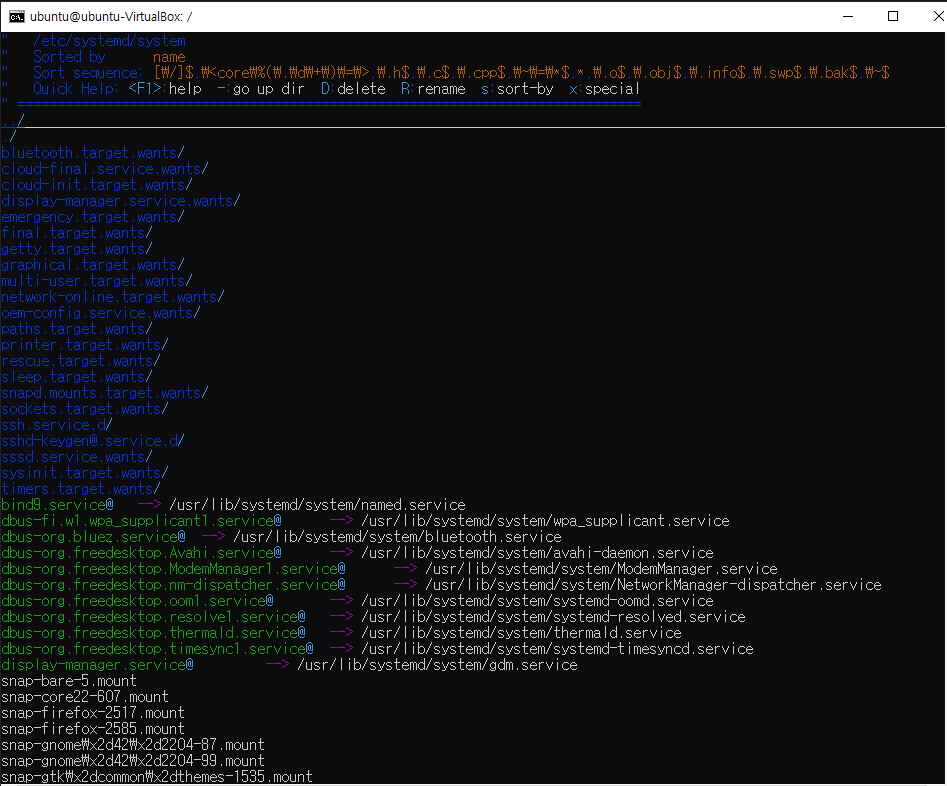 ubuntu@ubuntu-VirtualBox: /
"   /etc/systemd/system
"   Sorted by      name
"   Sort sequence: [₩/]$,₩<core₩%(₩.₩d₩+₩)₩=₩>,₩.h$,₩.c$,₩.cpp$,₩~₩=₩*$,*,₩.o$,₩.obj$,₩.info$,₩.swp$,₩.bak$,₩~$
"   Quick Help: <F1>:help  -:go up dir  D:delete  R:rename  s:sort-by  x:special
" ==============================================================================
../
./
bluetooth.target.wants/
cloud-final.service.wants/
cloud-init.target.wants/
display-manager.service.wants/
emergency.target.wants/
final.target.wants/
getty.target.wants/
graphical.target.wants/
multi-user.target.wants/
network-online.target.wants/
oem-config.service.wants/
paths.target.wants/
printer.target.wants/
rescue.target.wants/
sleep.target.wants/
snapd.mounts.target.wants/
sockets.target.wants/
ssh.service.d/
sshd-keygen@.service.d/
sssd.service.wants/
sysinit.target.wants/
timers.target.wants/
bind9.service@   --> /usr/lib/systemd/system/named.service
dbus-fi.w1.wpa_supplicant1.service@      --> /usr/lib/systemd/system/wpa_supplicant.service
dbus-org.bluez.service@  --> /usr/lib/systemd/system/bluetooth.service
dbus-org.freedesktop.Avahi.service@      --> /usr/lib/systemd/system/avahi-daemon.service
dbus-org.freedesktop.ModemManager1.service@      --> /usr/lib/systemd/system/ModemManager.service
dbus-org.freedesktop.nm-dispatcher.service@      --> /usr/lib/systemd/system/NetworkManager-dispatcher.service
dbus-org.freedesktop.oom1.service@       --> /usr/lib/systemd/system/systemd-oomd.service
dbus-org.freedesktop.resolve1.service@   --> /usr/lib/systemd/system/systemd-resolved.service
dbus-org.freedesktop.thermald.service@   --> /usr/lib/systemd/system/thermald.service
dbus-org.freedesktop.timesync1.service@  --> /usr/lib/systemd/system/systemd-timesyncd.service
display-manager.service@         --> /usr/lib/systemd/system/gdm.service
snap-bare-5.mount
snap-core22-607.mount
snap-firefox-2517.mount
snap-firefox-2585.mount
snap-gnome₩x2d42₩x2d2204-87.mount
snap-gnome₩x2d42₩x2d2204-99.mount
snap-gtk₩x2dcommon₩x2dthemes-1535.mount